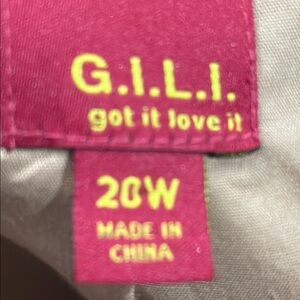 G.I.L.I.
got it love it
20W
MADE IN
CHINA